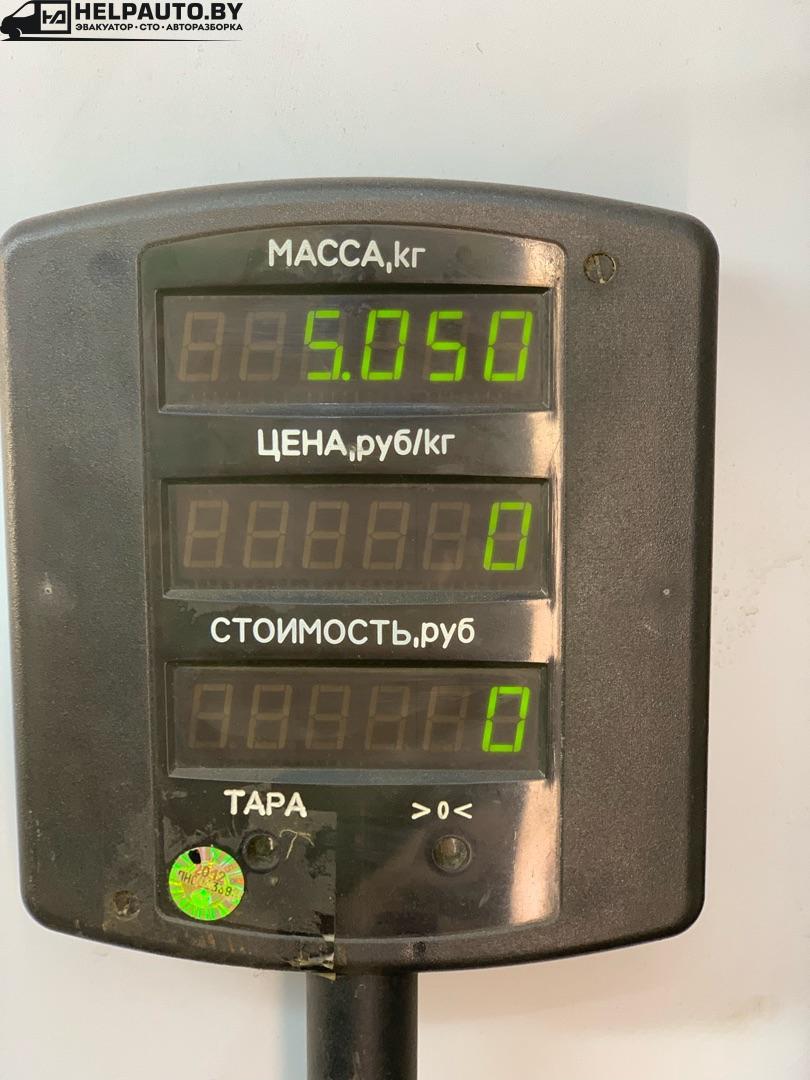 HELPAUTO.BY
ЭВАКУАТОР•СТО•АВТОРАЗБОРКА
МАССА,кг
5.050
ЦЕНА,руб/кг
0
СТОИМОСТЬ,руб
0
ТАРА >0<